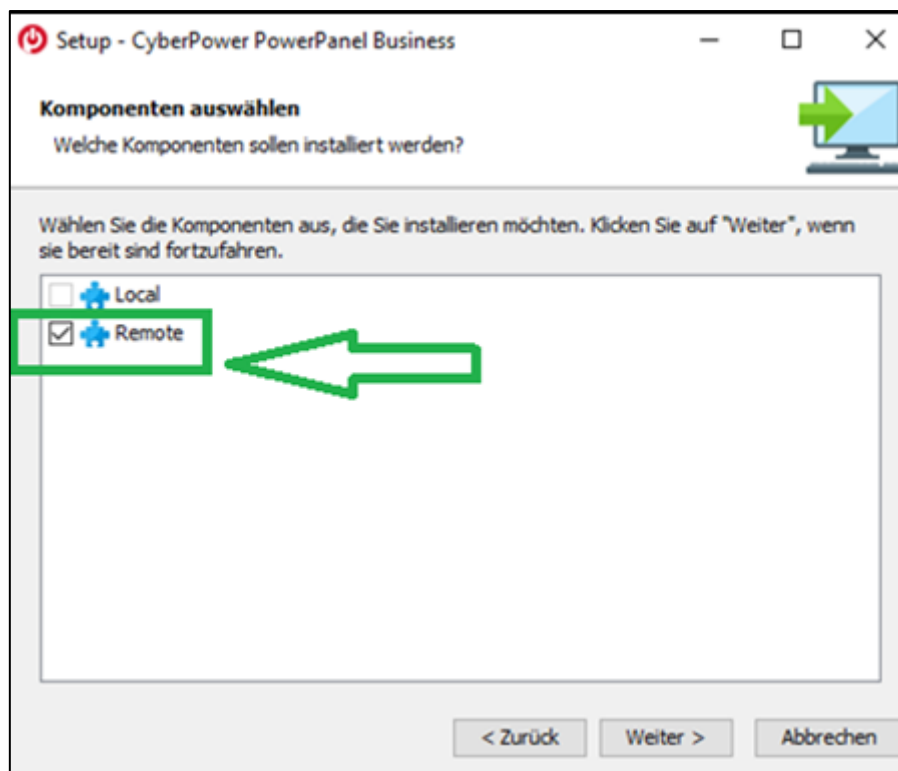 Setup - CyberPower PowerPanel Business
Komponenten auswählen
Welche Komponenten sollen installiert werden?
Wählen Sie die Komponenten aus, die Sie installieren möchten. Klicken Sie auf "Weiter", wenn
sie bereit sind fortzufahren.
Local
Remote
< Zurück Weiter > Abbrechen